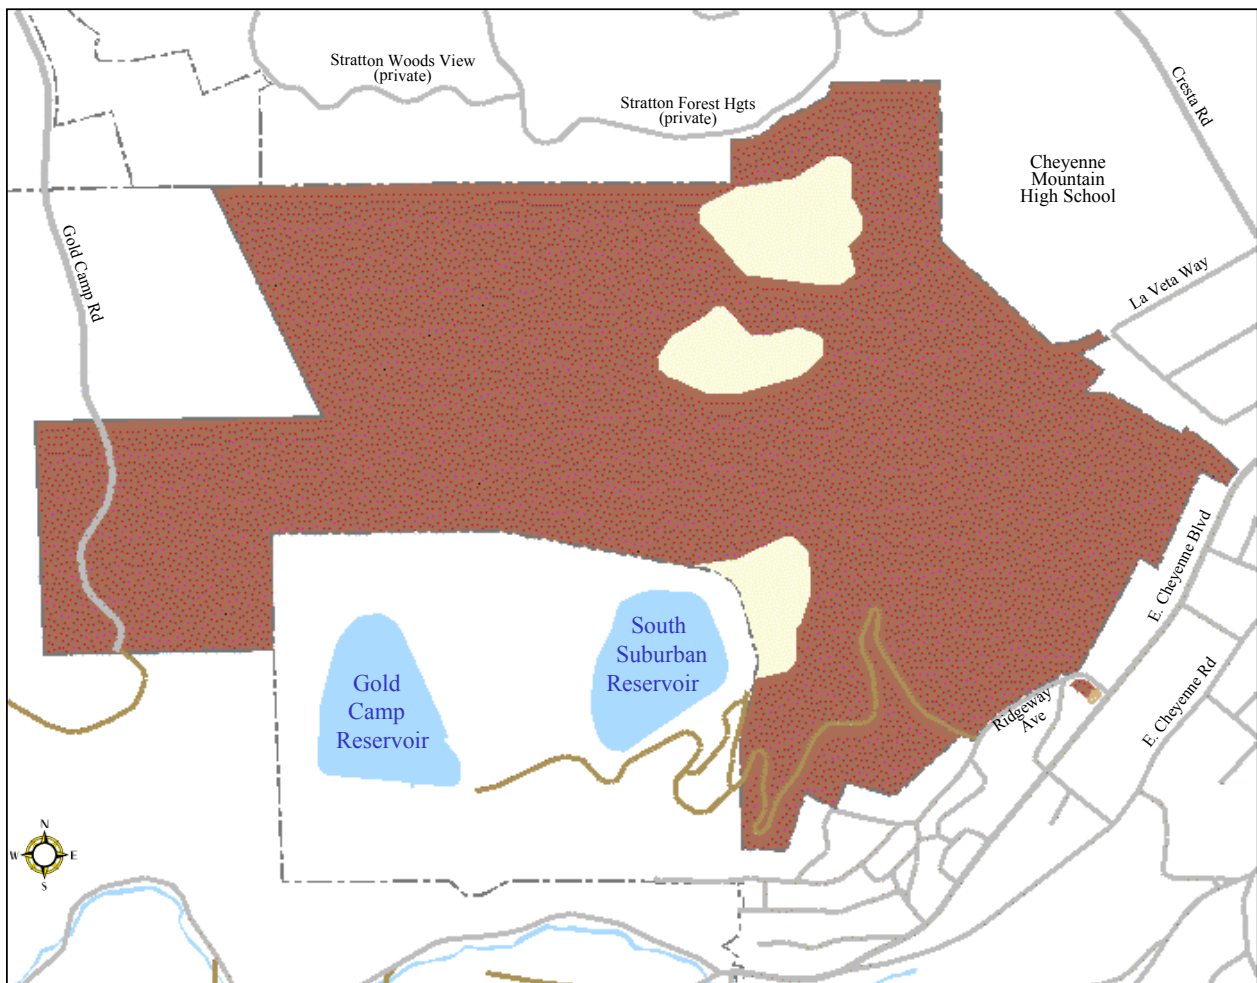 Stratton Woods View
(private)
Stratton Forest Hgts
(private)
Cresta Rd
Cheyenne
Mountain
High School
La Veta Way
Gold Camp Rd
E. Cheyenne Blvd
South
Suburban
Reservoir
Gold
Camp
Reservoir
Ridgeway
Ave
E. Cheyenne Rd
N
W
E
S